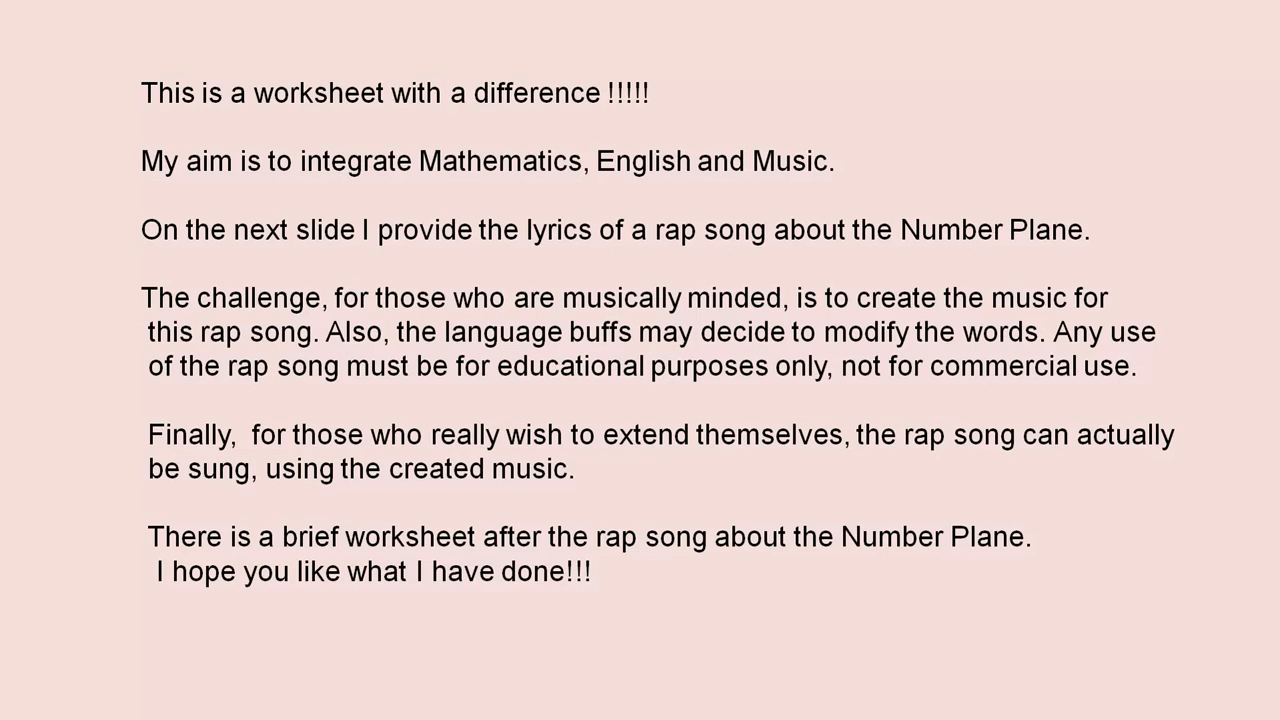 This is a worksheet with a difference !!!!!
My aim is to integrate Mathematics, English and Music.
On the next slide I provide the lyrics of a rap song about the Number Plane.
The challenge, for those who are musically minded, is to create the music for
this rap song. Also, the language buffs may decide to modify the words. Any use
of the rap song must be for educational purposes only, not for commercial use.
Finally,  for those who really wish to extend themselves, the rap song can actually
be sung, using the created music.
There is a brief worksheet after the rap song about the Number Plane.
I hope you like what I have done!!!